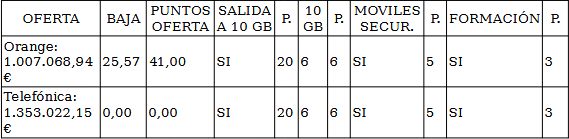 OFERTA BAJA PUNTOS OFERTA SALIDA A 10 GB P. 10 GB P. MOVILES SECUR. P. FORMACIÓN P.
Orange: 1.007.068,94 € 25,57 41,00 SI 20 6 6 SI 5 SI 3
Telefónica: 1.353.022,15 € 0,00 0,00 SI 20 6 6 SI 5 SI 3